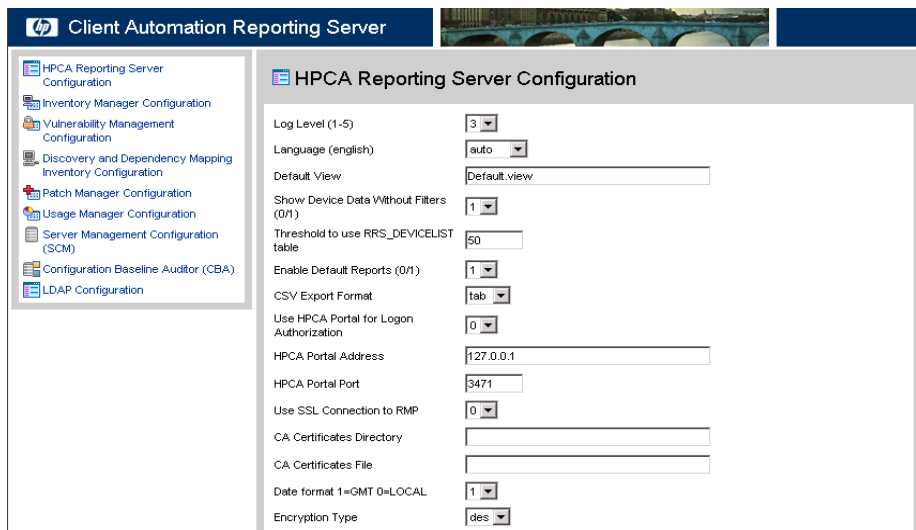 hp Client Automation Reporting Server
HPCA Reporting Server
Configuration
Inventory Manager Configuration
Vulnerability Management
Configuration
Discovery and Dependency Mapping
Inventory Configuration
Patch Manager Configuration
Usage Manager Configuration
Server Management Configuration
(SCM)
Configuration Baseline Auditor (CBA)
LDAP Configuration
HPCA Reporting Server Configuration
Log Level (1-5) 3
Language (english) auto
Default View Default.view
Show Device Data Without Filters
(0/1) 1
Threshold to use RRS_DEVICELIST
table 50
Enable Default Reports (0/1) 1
CSV Export Format tab
Use HPCA Portal for Logon
Authorization 0
HPCA Portal Address 127.0.0.1
HPCA Portal Port 3471
Use SSL Connection to RMP 0
CA Certificates Directory
CA Certificates File
Date format 1=GMT 0=LOCAL 1
Encryption Type des